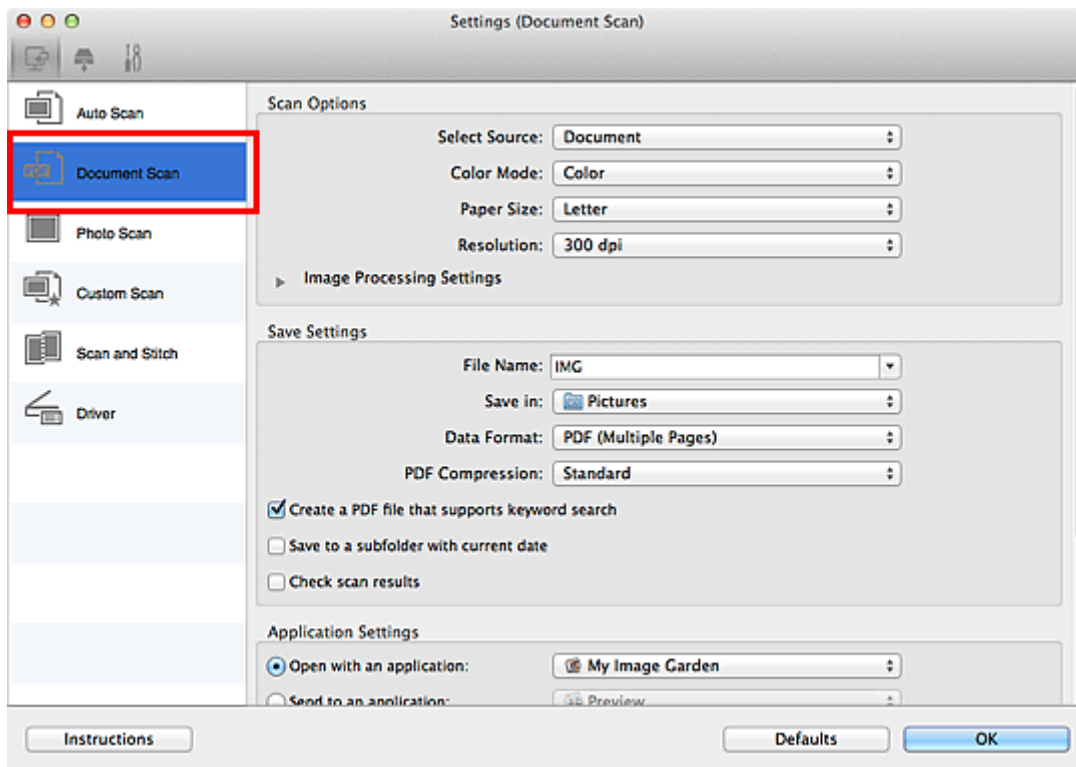 Settings (Document Scan)
Auto Scan
PDF
Document Scan
Photo Scan
Custom Scan
Scan and Stitch
Driver
Scan Options
Select Source: Document
Color Mode: Color
Paper Size: Letter
Resolution: 300 dpi
Image Processing Settings
Save Settings
File Name: IMG
Save in: Pictures
Data Format: PDF (Multiple Pages)
PDF Compression: Standard
Create a PDF file that supports keyword search
Save to a subfolder with current date
Check scan results
Application Settings
Open with an application: My Image Garden
Send to an application: Preview
Instructions
Defaults
OK